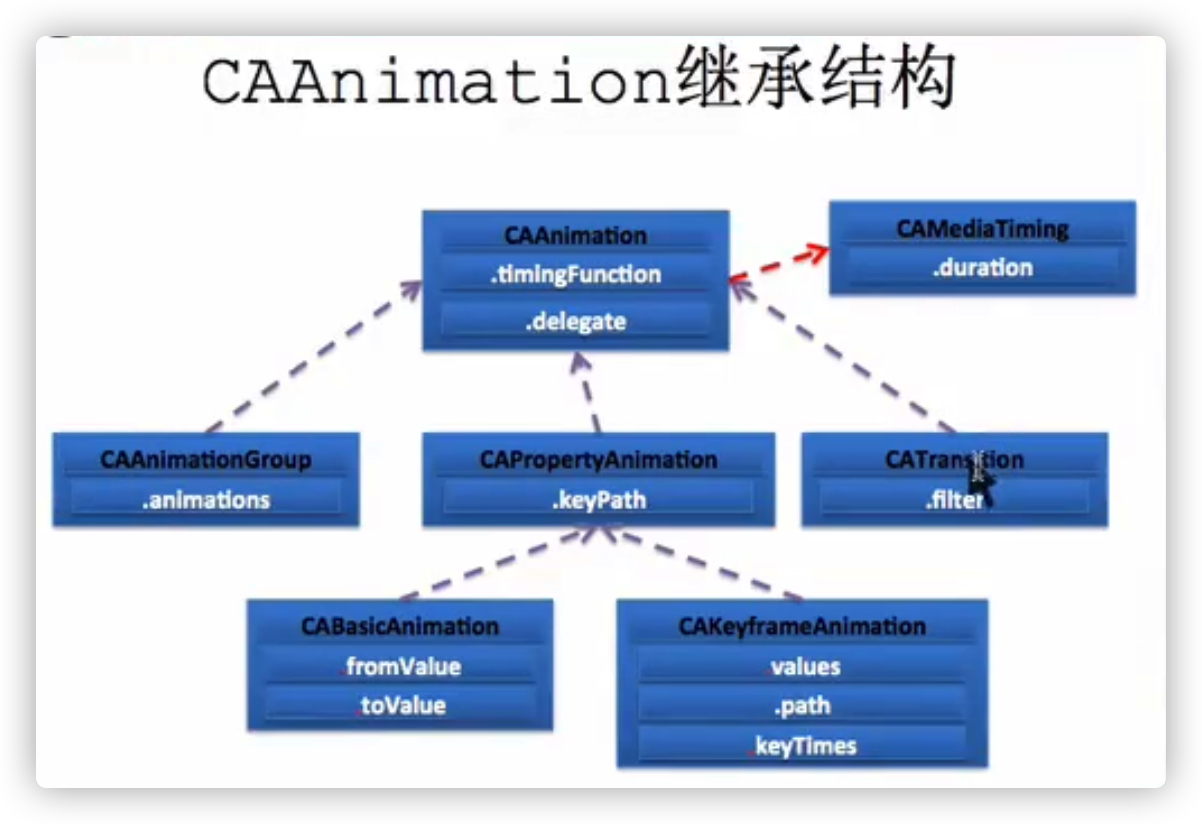 CAAnimation继承结构
CAAnimation
.timingFunction
.delegate
CAMediaTiming
.duration
CAAnimationGroup
.animations
CAPropertyAnimation
.keyPath
CATransition
.filter
CABasicAnimation
.fromValue
.toValue
CAKeyframeAnimation
.values
.path
.keyTimes